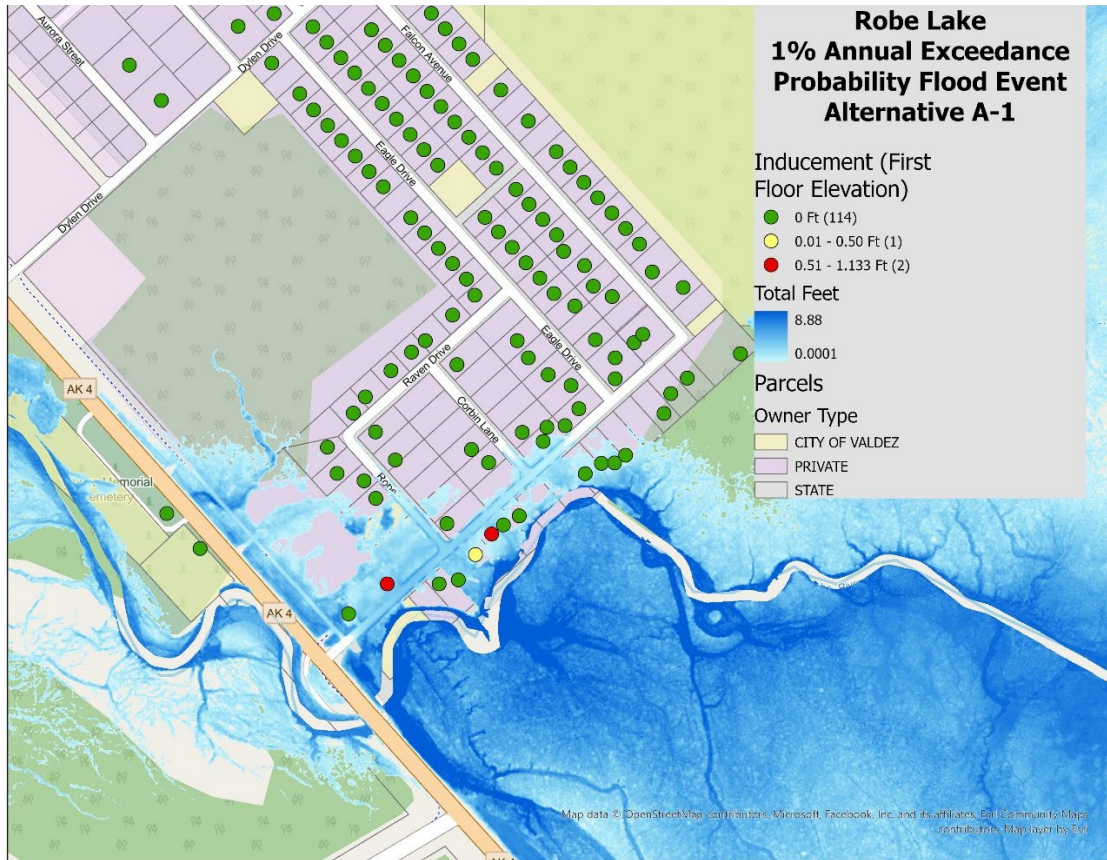 Robe Lake
1% Annual Exceedance
Probability Flood Event
Alternative A-1
Inducement (First
Floor Elevation)
0 Ft (114)
0.01 - 0.50 Ft (1)
0.51 - 1.133 Ft (2)
Total Feet
8.88
0.0001
Parcels
Owner Type
CITY OF VALDEZ
PRIVATE
STATE
Aurora Street
Dylen Drive
Falcon Avenue
Eagle Drive
Dylen Drive
Eagle Drive
Raven Drive
Corbin Lane
AK 4
Robe
Memorial
emetery
AK 4
Map data © OpenStreetMap contributors, Microsoft, Facebook, Inc. and its affiliates, Esri Community Maps
contributors, Map layer by Esri